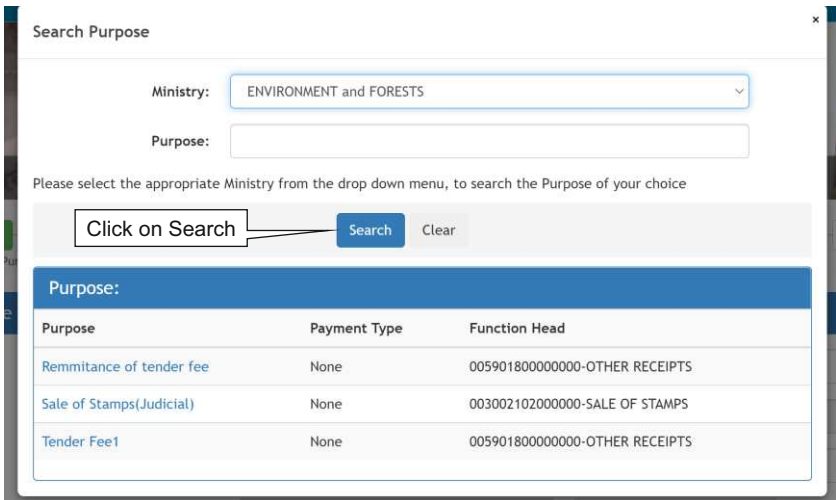 Search Purpose
×
Ministry: ENVIRONMENT and FORESTS
Purpose:
Please select the appropriate Ministry from the drop down menu, to search the Purpose of your choice
Click on Search Search Clear
Purpose:
Purpose Payment Type Function Head
Remmitance of tender fee None 005901800000000-OTHER RECEIPTS
Sale of Stamps(Judicial) None 003002102000000-SALE OF STAMPS
Tender Fee1 None 005901800000000-OTHER RECEIPTS